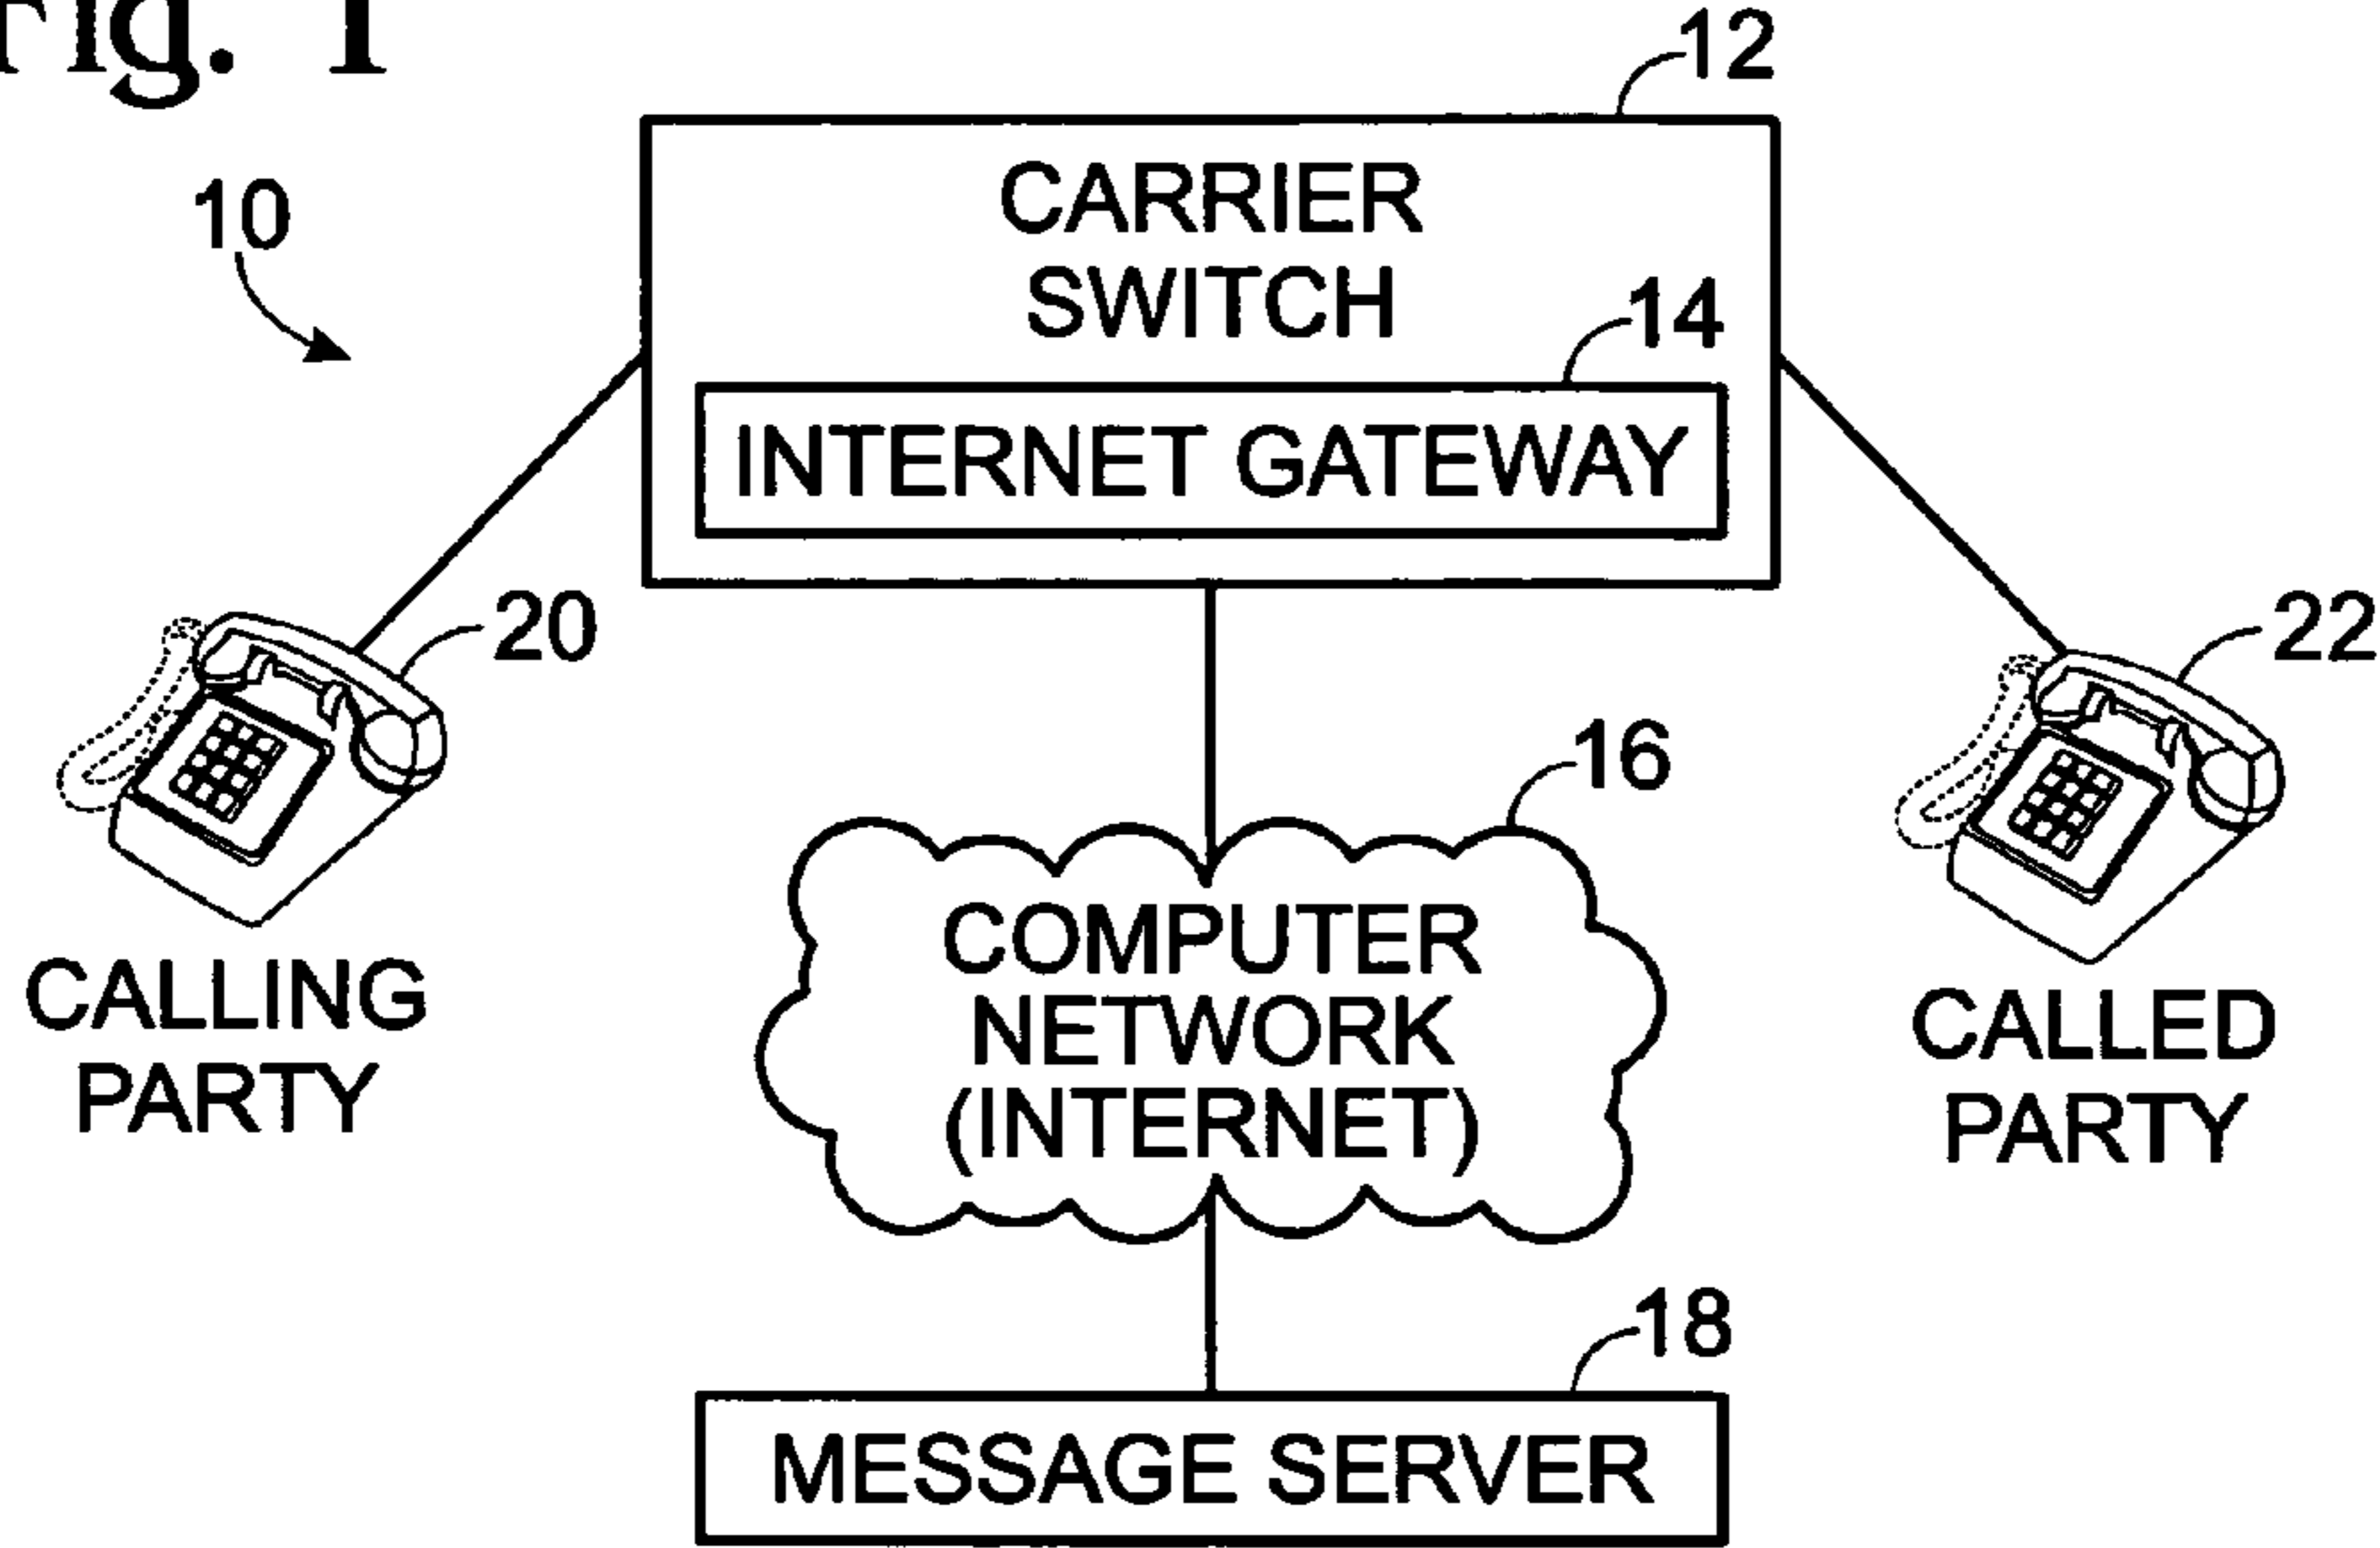 Fig. 1
12
10
CARRIER
SWITCH
14
INTERNET GATEWAY
20
22
16
COMPUTER
NETWORK
(INTERNET)
CALLING
PARTY
CALLED
PARTY
18
MESSAGE SERVER